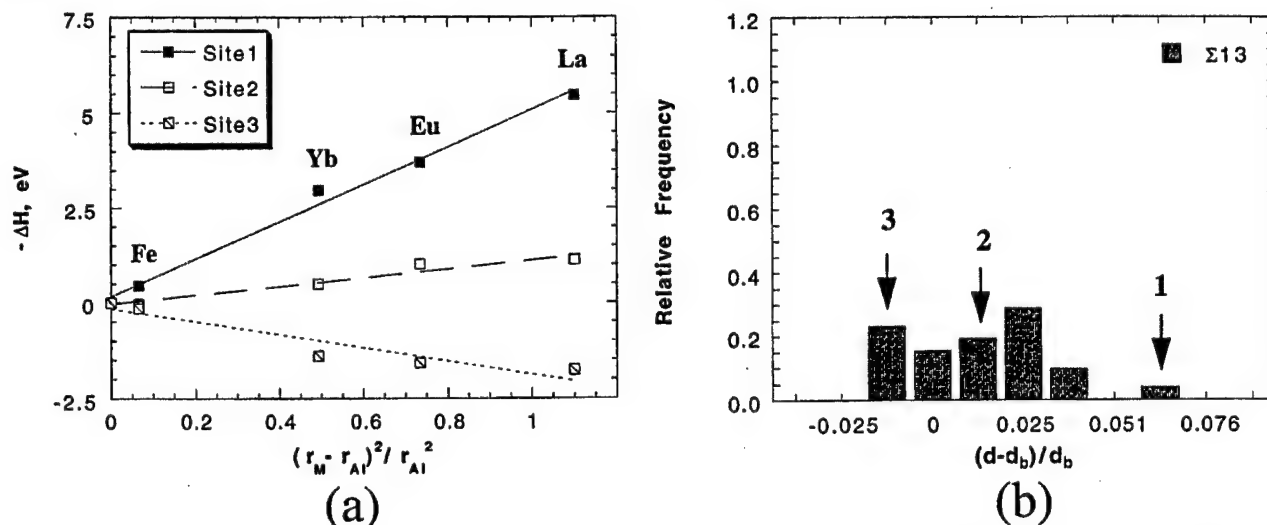 7.5
5
2.5
0
-2.5
-ΔH, eV
Site1
Site2
Site3
Fe
Yb
Eu
La
0
0.2
0.4
0.6
0.8
1
(r_M- r_Al)^2/ r_Al^2
(a)
1.2
1.0
0.8
0.6
0.4
0.2
0.0
Relative Frequency
Σ13
3
2
1
-0.025
0
0.025
0.051
0.076
(d-d_b)/d_b
(b)